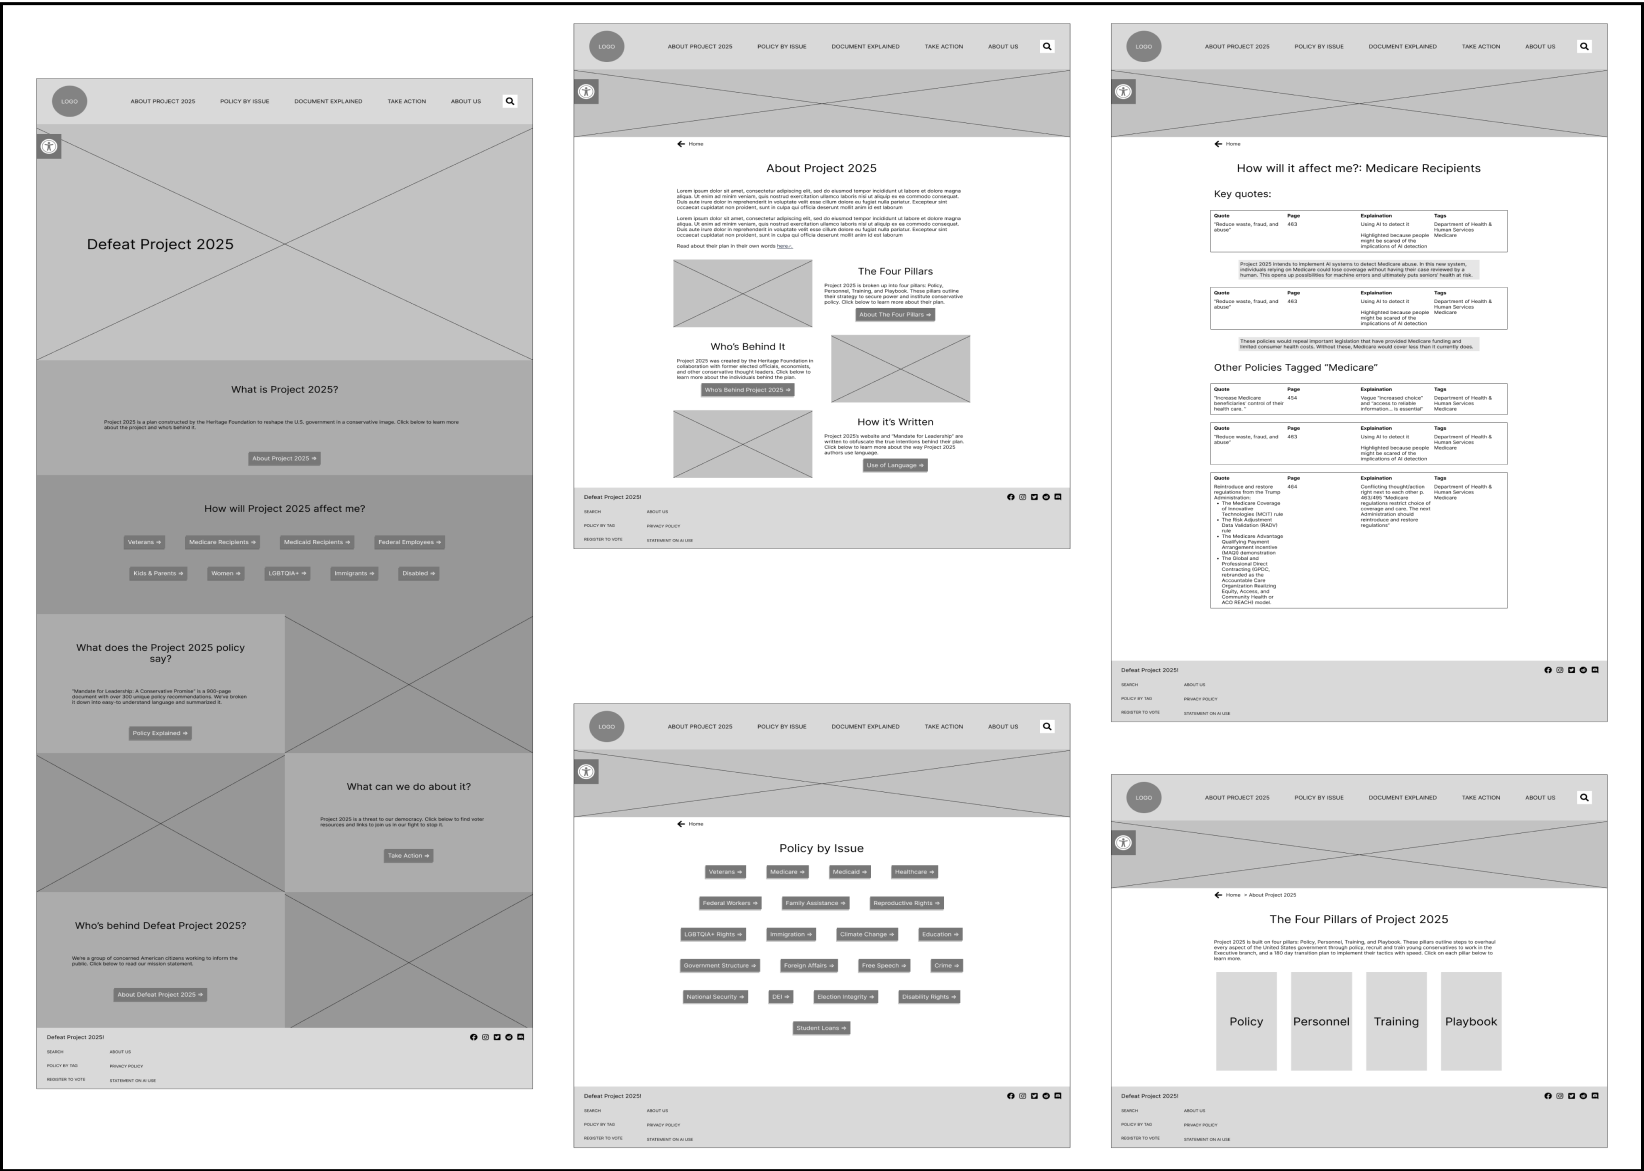 LOGO
ABOUT PROJECT 2025
POLICY BY ISSUE
DOCUMENT EXPLAINED
TAKE ACTION
ABOUT US
Defeat Project 2025
What is Project 2025?
Project 2025 is a plan constructed by the Heritage Foundation to reshape the U.S. government in a conservative image. Click below to learn more
about the project and who's behind it.
About Project 2025 →
How will Project 2025 affect me?
Veterans →
Medicare Recipients →
Medicaid Recipients →
Federal Employees →
Kids & Parents →
Women →
LGBTQIA+ →
Immigrants →
Disabled →
What does the Project 2025 policy
say?
"Mandate for Leadership: A Conservative Promise" is a 900-page
document with over 300 unique policy recommendations. We've broken
it down into easy-to understand language and summarized it.
Policy Explained →
What can we do about it?
Project 2025 is a threat to our democracy. Click below to find voter
resources and links to join us in our fight to stop it.
Take Action →
Who's behind Defeat Project 2025?
We're a group of concerned American citizens working to inform the
public. Click below to read our mission statement.
About Defeat Project 2025 →
Defeat Project 2025!
SEARCH
ABOUT US
POLICY BY TAG
PRIVACY POLICY
REGISTER TO VOTE
STATEMENT ON AI USE
LOGO
ABOUT PROJECT 2025
POLICY BY ISSUE
DOCUMENT EXPLAINED
TAKE ACTION
ABOUT US
← Home
About Project 2025
Lorem ipsum dolor sit amet, consectetur adipiscing elit, sed do eiusmod tempor incididunt ut labore et dolore magna
aliqua. Ut enim ad minim veniam, quis nostrud exercitation ullamco laboris nisi ut aliquip ex ea commodo consequat.
Duis aute irure dolor in reprehenderit in voluptate velit esse cillum dolore eu fugiat nulla pariatur. Excepteur sint
occaecat cupidatat non proident, sunt in culpa qui officia deserunt mollit anim id est laborum
Lorem ipsum dolor sit amet, consectetur adipiscing elit, sed do eiusmod tempor incididunt ut labore et dolore magna
aliqua. Ut enim ad minim veniam, quis nostrud exercitation ullamco laboris nisi ut aliquip ex ea commodo consequat.
Duis aute irure dolor in reprehenderit in voluptate velit esse cillum dolore eu fugiat nulla pariatur. Excepteur sint
occaecat cupidatat non proident, sunt in culpa qui officia deserunt mollit anim id est laborum
Read about their plan in their own words here>.
The Four Pillars
Project 2025 is broken up into four pillars: Policy,
Personnel, Training, and Playbook. These pillars outline
their strategy to secure power and institute conservative
policy. Click below to learn more about their plan.
About The Four Pillars →
Who's Behind It
Project 2025 was created by the Heritage Foundation in
collaboration with former elected officials, economists,
and other conservative thought leaders. Click below to
learn more about the individuals behind the plan.
Who's Behind Project 2025 →
How it's Written
Project 2025's website and "Mandate for Leadership" are
written to obfuscate the true intentions behind their plan.
Click below to learn more about the way Project 2025
authors use language.
Use of Language →
Defeat Project 2025!
SEARCH
ABOUT US
POLICY BY TAG
PRIVACY POLICY
REGISTER TO VOTE
STATEMENT ON AI USE
LOGO
ABOUT PROJECT 2025
POLICY BY ISSUE
DOCUMENT EXPLAINED
TAKE ACTION
ABOUT US
← Home
Policy by Issue
Veterans →
Medicare →
Medicaid →
Healthcare →
Federal Workers →
Family Assistance →
Reproductive Rights →
LGBTQIA+ Rights →
Immigration →
Climate Change →
Education →
Government Structure →
Foreign Affairs →
Free Speech →
Crime →
National Security →
DEI →
Election Integrity →
Disability Rights →
Student Loans →
Defeat Project 2025!
SEARCH
ABOUT US
POLICY BY TAG
PRIVACY POLICY
REGISTER TO VOTE
STATEMENT ON AI USE
LOGO
ABOUT PROJECT 2025
POLICY BY ISSUE
DOCUMENT EXPLAINED
TAKE ACTION
ABOUT US
← Home
How will it affect me?: Medicare Recipients
Key quotes:
Quote
Page
Explaination
Tags
"Reduce waste, fraud, and
abuse"
463
Using AI to detect it
Highlighted because people
might be scared of the
implications of AI detection
Department of Health &
Human Services
Medicare
Project 2025 intends to implement AI systems to detect Medicare abuse. In this new system,
individuals relying on Medicare could lose coverage without having their case reviewed by a
human. This opens up possibilities for machine errors and ultimately puts seniors' health at risk.
Quote
Page
Explaination
Tags
"Reduce waste, fraud, and
abuse"
463
Using AI to detect it
Highlighted because people
might be scared of the
implications of AI detection
Department of Health &
Human Services
Medicare
These policies would repeal important legislation that have provided Medicare funding and
limited consumer health costs. Without these, Medicare would cover less than it currently does.
Other Policies Tagged "Medicare"
Quote
Page
Explaination
Tags
"Increase Medicare
beneficiaries' control of their
health care. "
454
Vague "increased choice"
and "access to reliable
information... is essential"
Department of Health &
Human Services
Medicare
Quote
Page
Explaination
Tags
"Reduce waste, fraud, and
abuse"
463
Using AI to detect it
Highlighted because people
might be scared of the
implications of AI detection
Department of Health &
Human Services
Medicare
Quote
Page
Explaination
Tags
Reintroduce and restore
regulations from the Trump
Administration:
• The Medicare Coverage
of Innovative
Technologies (MCIT) rule
• The Risk Adjustment
Data Validation (RADV)
rule
• The Medicare Advantage
Qualifying Payment
Arrangement Incentive
(MAQI) demonstration
• The Global and
Professional Direct
Contracting (GPDC,
rebranded as the
Accountable Care
Organization Realizing
Equity, Access, and
Community Health or
ACO REACH) model.
464
Conflicting thought/action
right next to each other p.
463/495 "Medicare
regulations restrict choice of
coverage and care. The next
Administration should
reintroduce and restore
regulations"
Department of Health &
Human Services
Medicare
Defeat Project 2025!
SEARCH
ABOUT US
POLICY BY TAG
PRIVACY POLICY
REGISTER TO VOTE
STATEMENT ON AI USE
LOGO
ABOUT PROJECT 2025
POLICY BY ISSUE
DOCUMENT EXPLAINED
TAKE ACTION
ABOUT US
← Home > About Project 2025
The Four Pillars of Project 2025
Project 2025 is built on four pillars: Policy, Personnel, Training, and Playbook. These pillars outline steps to overhaul
every aspect of the United States government through policy, recruit and train young conservatives to work in the
Executive branch, and a 180 day transition plan to implement their tactics with speed. Click on each pillar below to
learn more.
Policy
Personnel
Training
Playbook
Defeat Project 2025!
SEARCH
ABOUT US
POLICY BY TAG
PRIVACY POLICY
REGISTER TO VOTE
STATEMENT ON AI USE